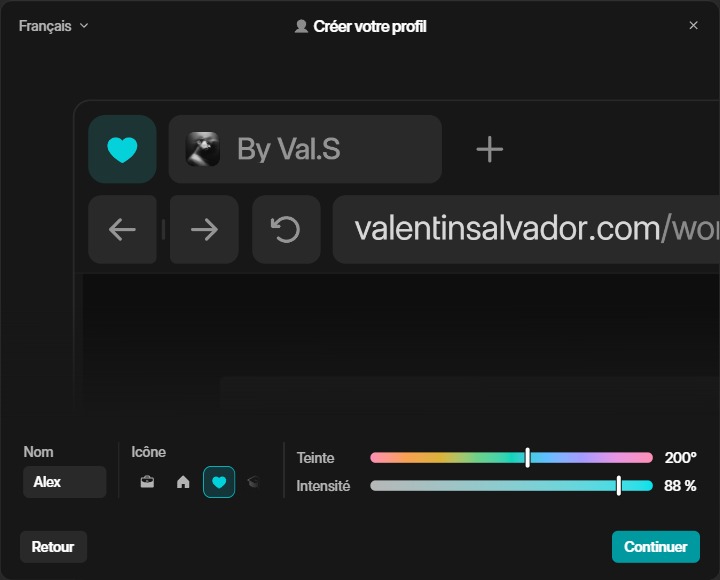 Français
Créer votre profil
By Val.S
valentinsalvador.com/wor
Nom
Alex
Icône
Teinte
200°
Intensité
88 %
Retour
Continuer